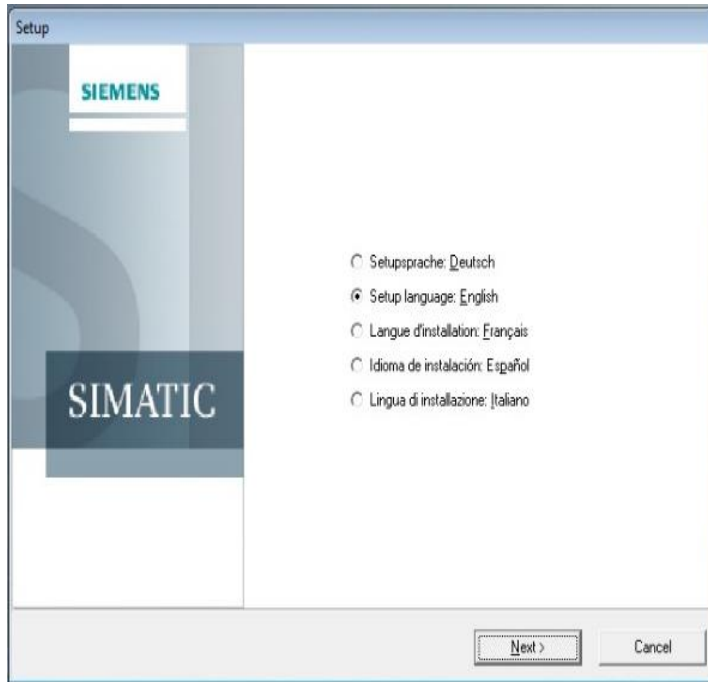 Setup
SIEMENS
SIMATIC
Setupsprache: Deutsch
Setup language: English
Langue d'installation: Français
Idioma de instalación: Español
Lingua di installazione: Italiano
Next >
Cancel